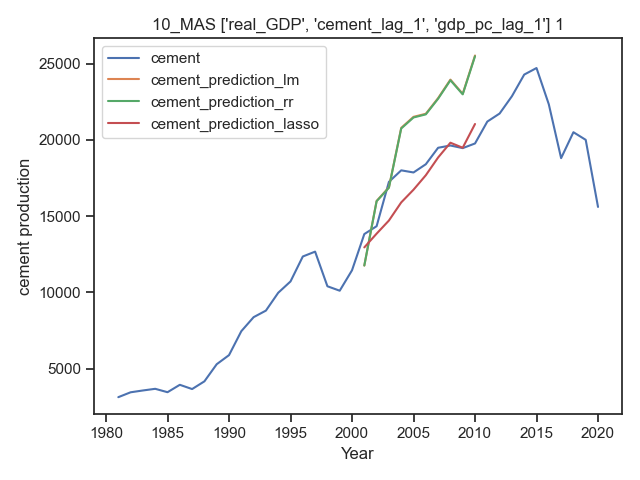 10_MAS ['real_GDP', 'cement_lag_1', 'gdp_pc_lag_1'] 1
cement
cement_prediction_lm
cement_prediction_rr
cement_prediction_lasso
25000
20000
15000
10000
5000
cement production
1980 1985 1990 1995 2000 2005 2010 2015 2020
Year